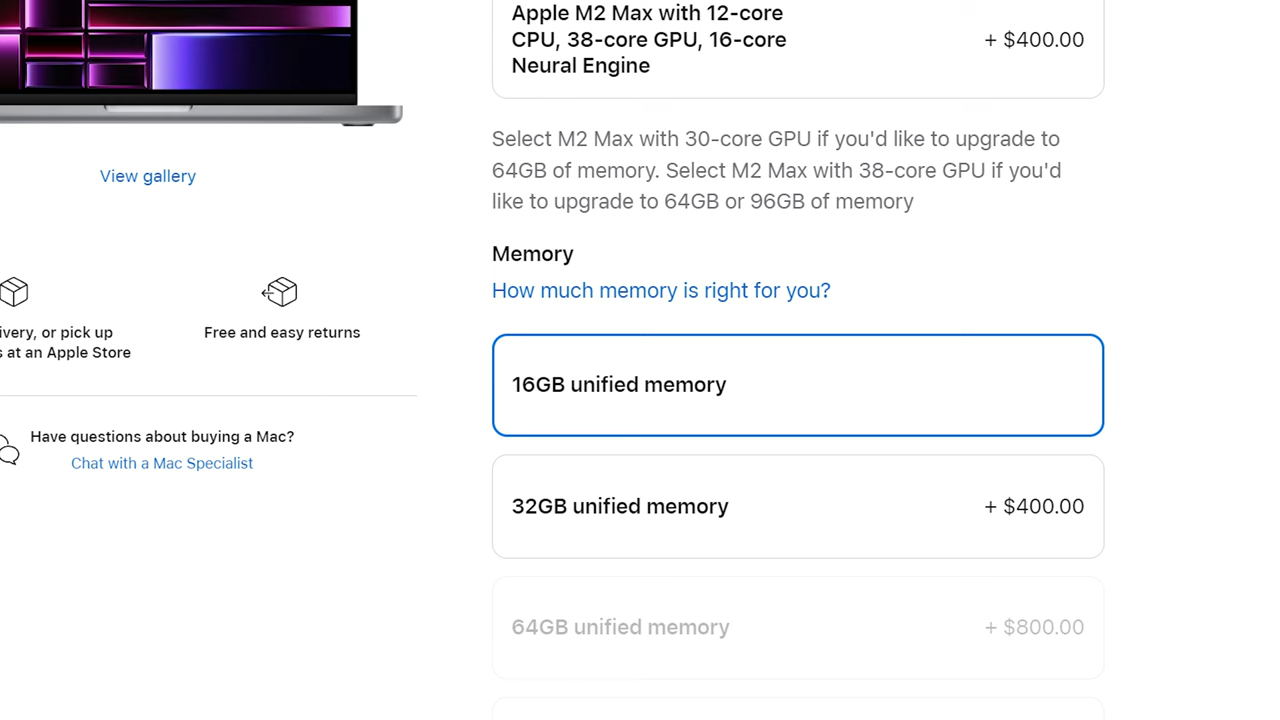 Apple M2 Max with 12-core
CPU, 38-core GPU, 16-core
Neural Engine
+ $400.00
Select M2 Max with 30-core GPU if you'd like to upgrade to
64GB of memory. Select M2 Max with 38-core GPU if you'd
like to upgrade to 64GB or 96GB of memory
View gallery
Memory
How much memory is right for you?
pick up
at an Apple Store
Free and easy returns
16GB unified memory
Have questions about buying a Mac?
Chat with a Mac Specialist
32GB unified memory
+ $400.00
64GB unified memory
+ $800.00